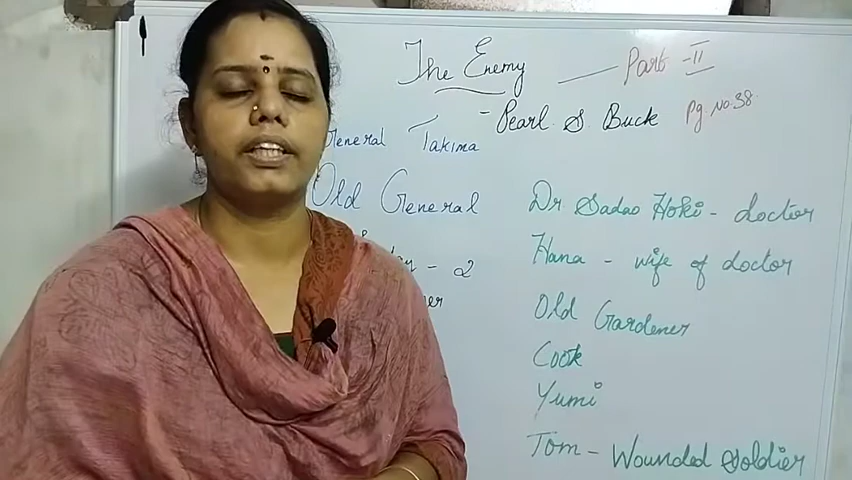 The Enemy — Part - II
- Pearl S. Buck Pg. No. 38
General Takima
Old General
- 2
Dr Sadao Hoki - doctor
Hana - wife of doctor
Old Gardener
Cook
Yumi
Tom - Wounded Soldier